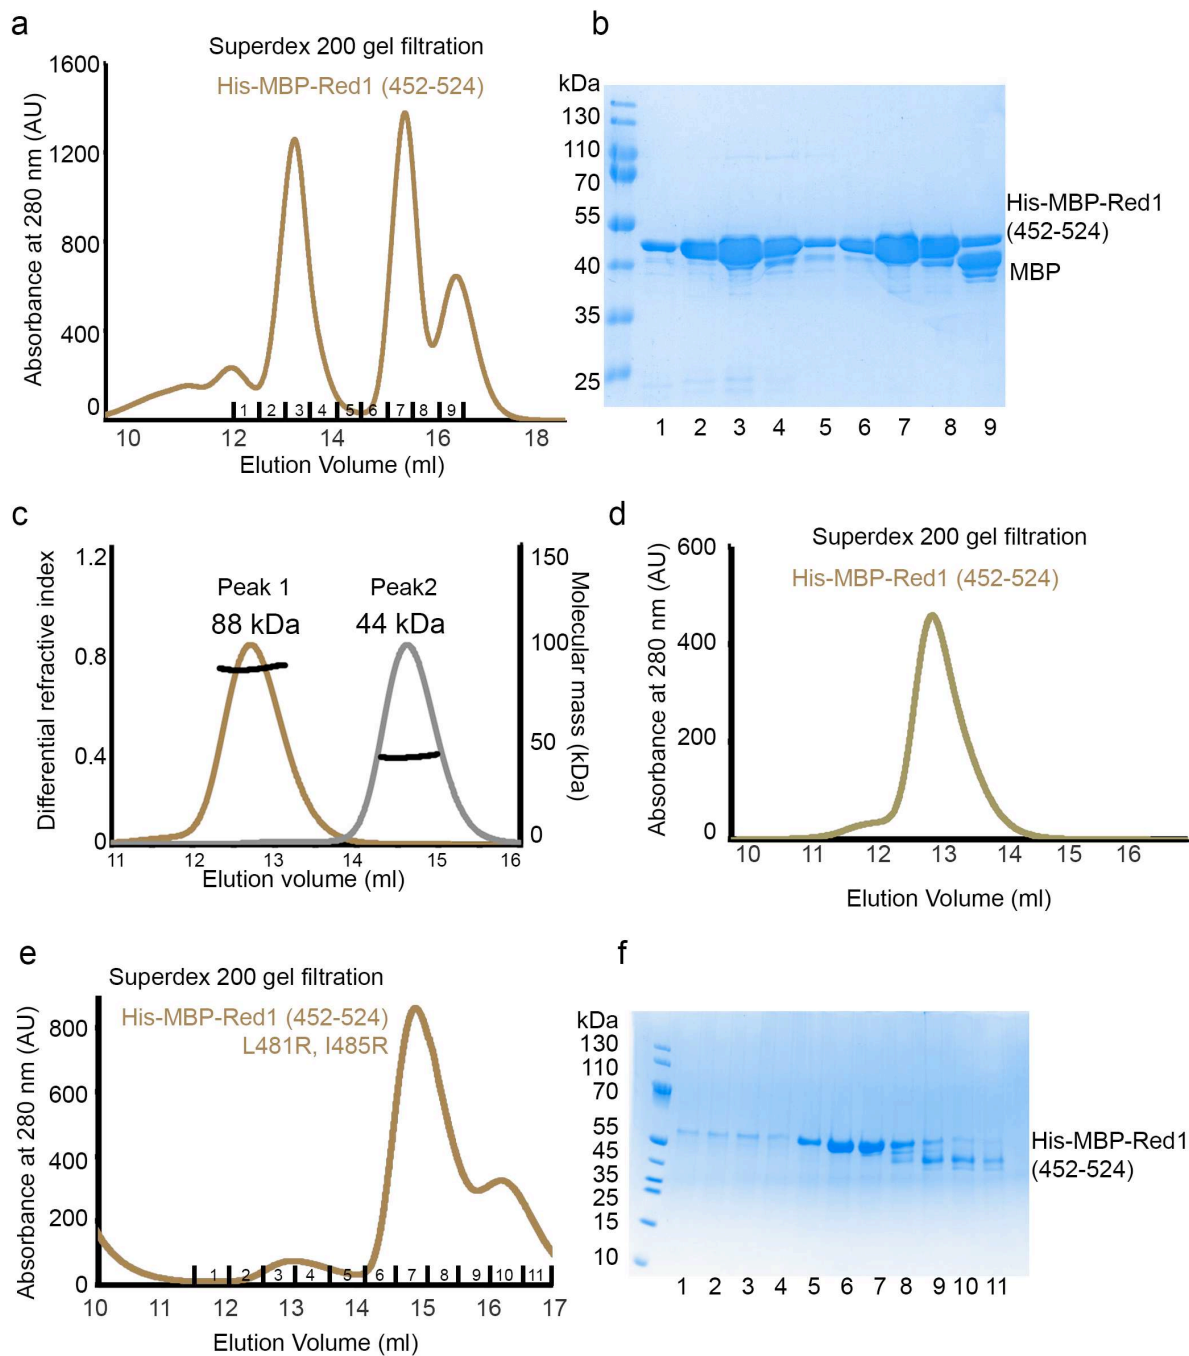 a
Superdex 200 gel filtration
His-MBP-Red1 (452-524)
Absorbance at 280 nm (AU)
1600
1200
800
400
0
1 2 3 4 5 6 7 8 9
10 12 14 16 18
Elution Volume (ml)
b
kDa
130
110
70
55
40
35
25
His-MBP-Red1
(452-524)
MBP
1 2 3 4 5 6 7 8 9
c
Differential refractive index
1.2
0.8
0.4
0
Peak 1
88 kDa
Peak2
44 kDa
150
100
50
0
Molecular mass (kDa)
11 12 13 14 15 16
Elution volume (ml)
d
Superdex 200 gel filtration
His-MBP-Red1 (452-524)
Absorbance at 280 nm (AU)
600
400
200
0
10 11 12 13 14 15 16
Elution Volume (ml)
e
Superdex 200 gel filtration
His-MBP-Red1 (452-524)
L481R, I485R
Absorbance at 280 nm (AU)
800
600
400
200
0
1 2 3 4 5 6 7 8 9 10 11
10 11 12 13 14 15 16 17
Elution Volume (ml)
f
kDa
130
110
70
55
45
35
25
15
10
His-MBP-Red1
(452-524)
1 2 3 4 5 6 7 8 9 10 11